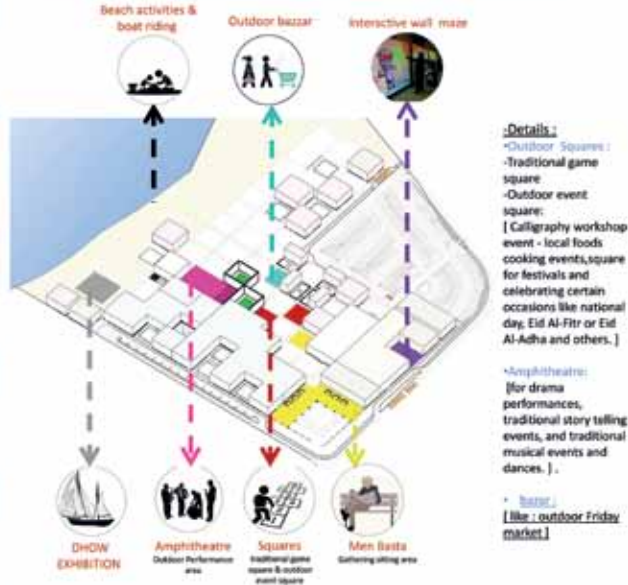 Beach activities &
boat riding
Outdoor bazzar
Interactive wall maze
-Details :
•Outdoor Squares :
-Traditional game
square
-Outdoor event
square:
[ Calligraphy workshop
event - local foods
cooking events,square
for festivals and
celebrating certain
occasions like national
day, Eid Al-Fitr or Eid
Al-Adha and others. ]
•Amphitheatre:
[for drama
performances,
traditional story telling
events, and traditional
musical events and
dances. ] .
• bazar :
[ like : outdoor Friday
market ]
DHOW
EXHIBITION
Amphitheatre
Outdoor Performance
area
Squares
traditional game
square & outdoor
event square
Men Basta
Gathering sitting area